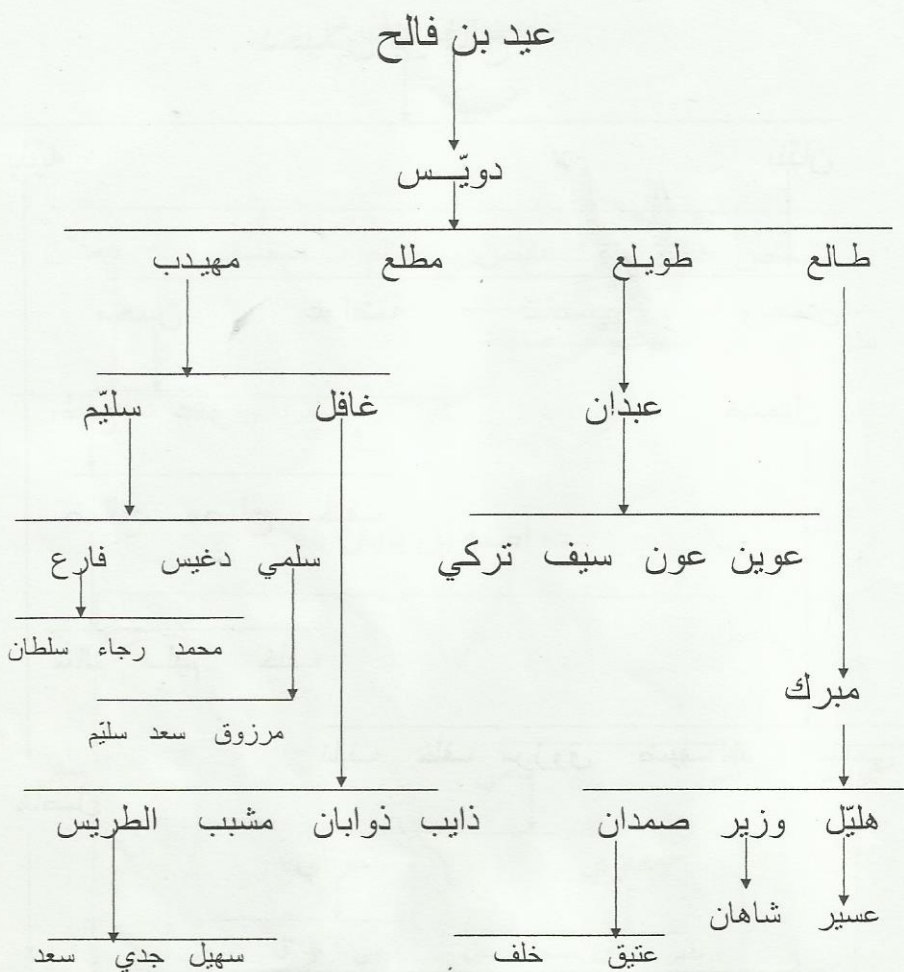 عيد بن فالح
دويّس
طالع طويلع مطلع مهيدب
عبدان غافل سليّم
سلمي دغيس فارع
عوين عون سيف تركي
محمد رجاء سلطان
مبرك
مرزوق سعد سليّم
هليّل وزير صمدان ذايب ذوابان مشبب الطريس
عسير شاهان
عتيق خلف سهيل جدي سعد